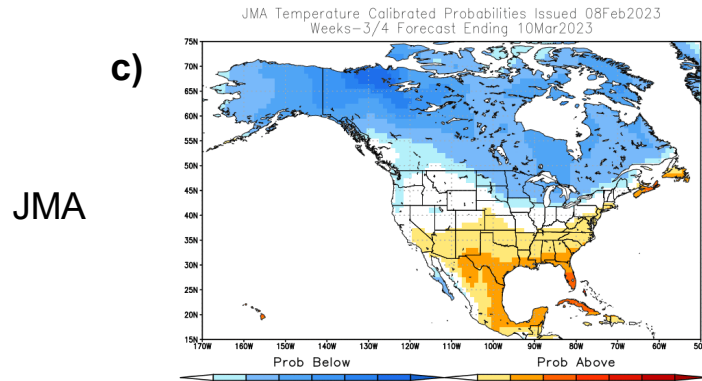 JMA Temperature Calibrated Probabilities Issued 08Feb2023
Weeks-3/4 Forecast Ending 10Mar2023
c)
JMA
75N
70N
65N
60N
55N
50N
45N
40N
35N
30N
25N
20N
15N
170W 160W 150W 140W 130W 120W 110W 100W 90W 80W 70W 60W 50
Prob Below Prob Above